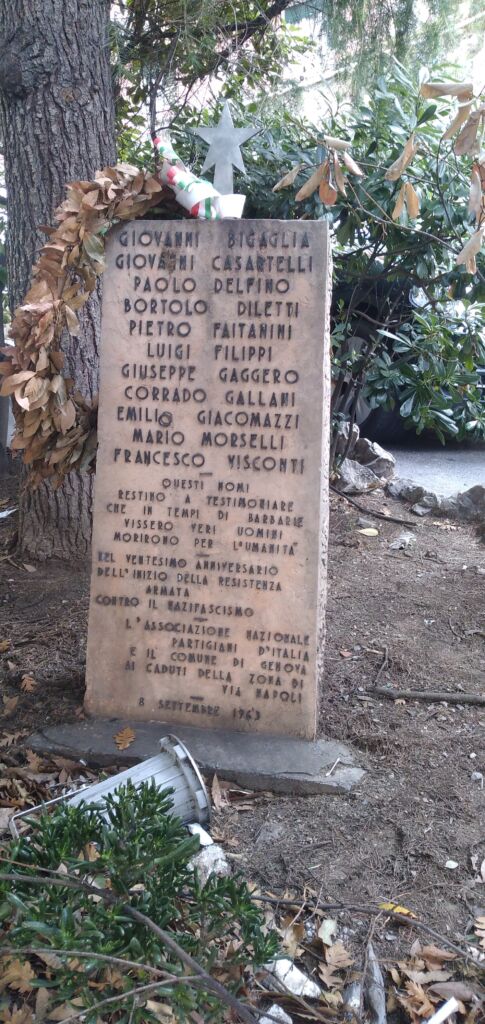 GIOVANNI BIGAGLIA
GIOVANNI CASARTELLI
PAOLO DELFINO
BORTOLO DILETTI
PIETRO FAITANINI
LUIGI FILIPPI
GIUSEPPE GAGGERO
CORRADO GALLANI
EMILIO GIACOMAZZI
MARIO MORSELLI
FRANCESCO VISCONTI
QUESTI NOMI
RESTINO A TESTIMONIARE
CHE IN TEMPI DI BARBARIE
VISSERO VERI UOMINI
MORIRONO PER L'UMANITA'
NEL VENTESIMO ANNIVERSARIO
DELL'INIZIO DELLA RESISTENZA
ARMATA
CONTRO IL NAZIFASCISMO
L'ASSOCIAZIONE NAZIONALE
PARTIGIANI D'ITALIA
E IL COMUNE DI GENOVA
AI CADUTI DELLA ZONA DI
VIA NAPOLI
8 SETTEMBRE 1963